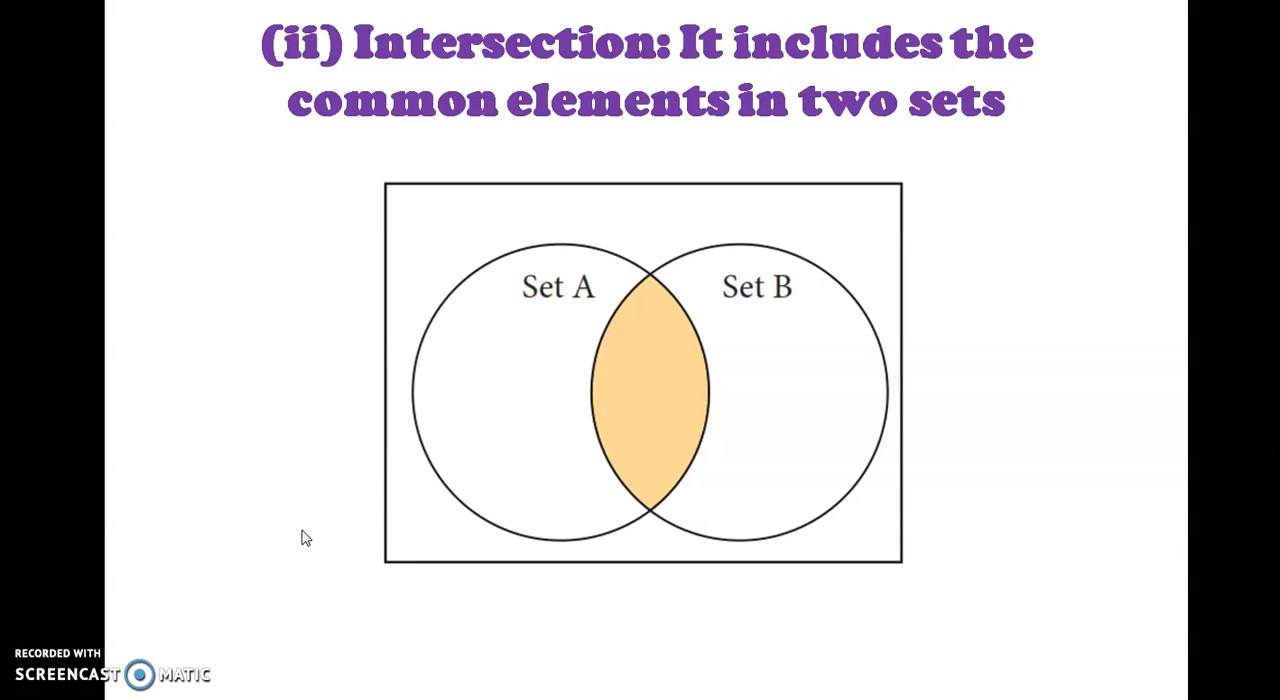 (ii) Intersection: It includes the
common elements in two sets
Set A
Set B
RECORDED WITH
SCREENCAST MATIC